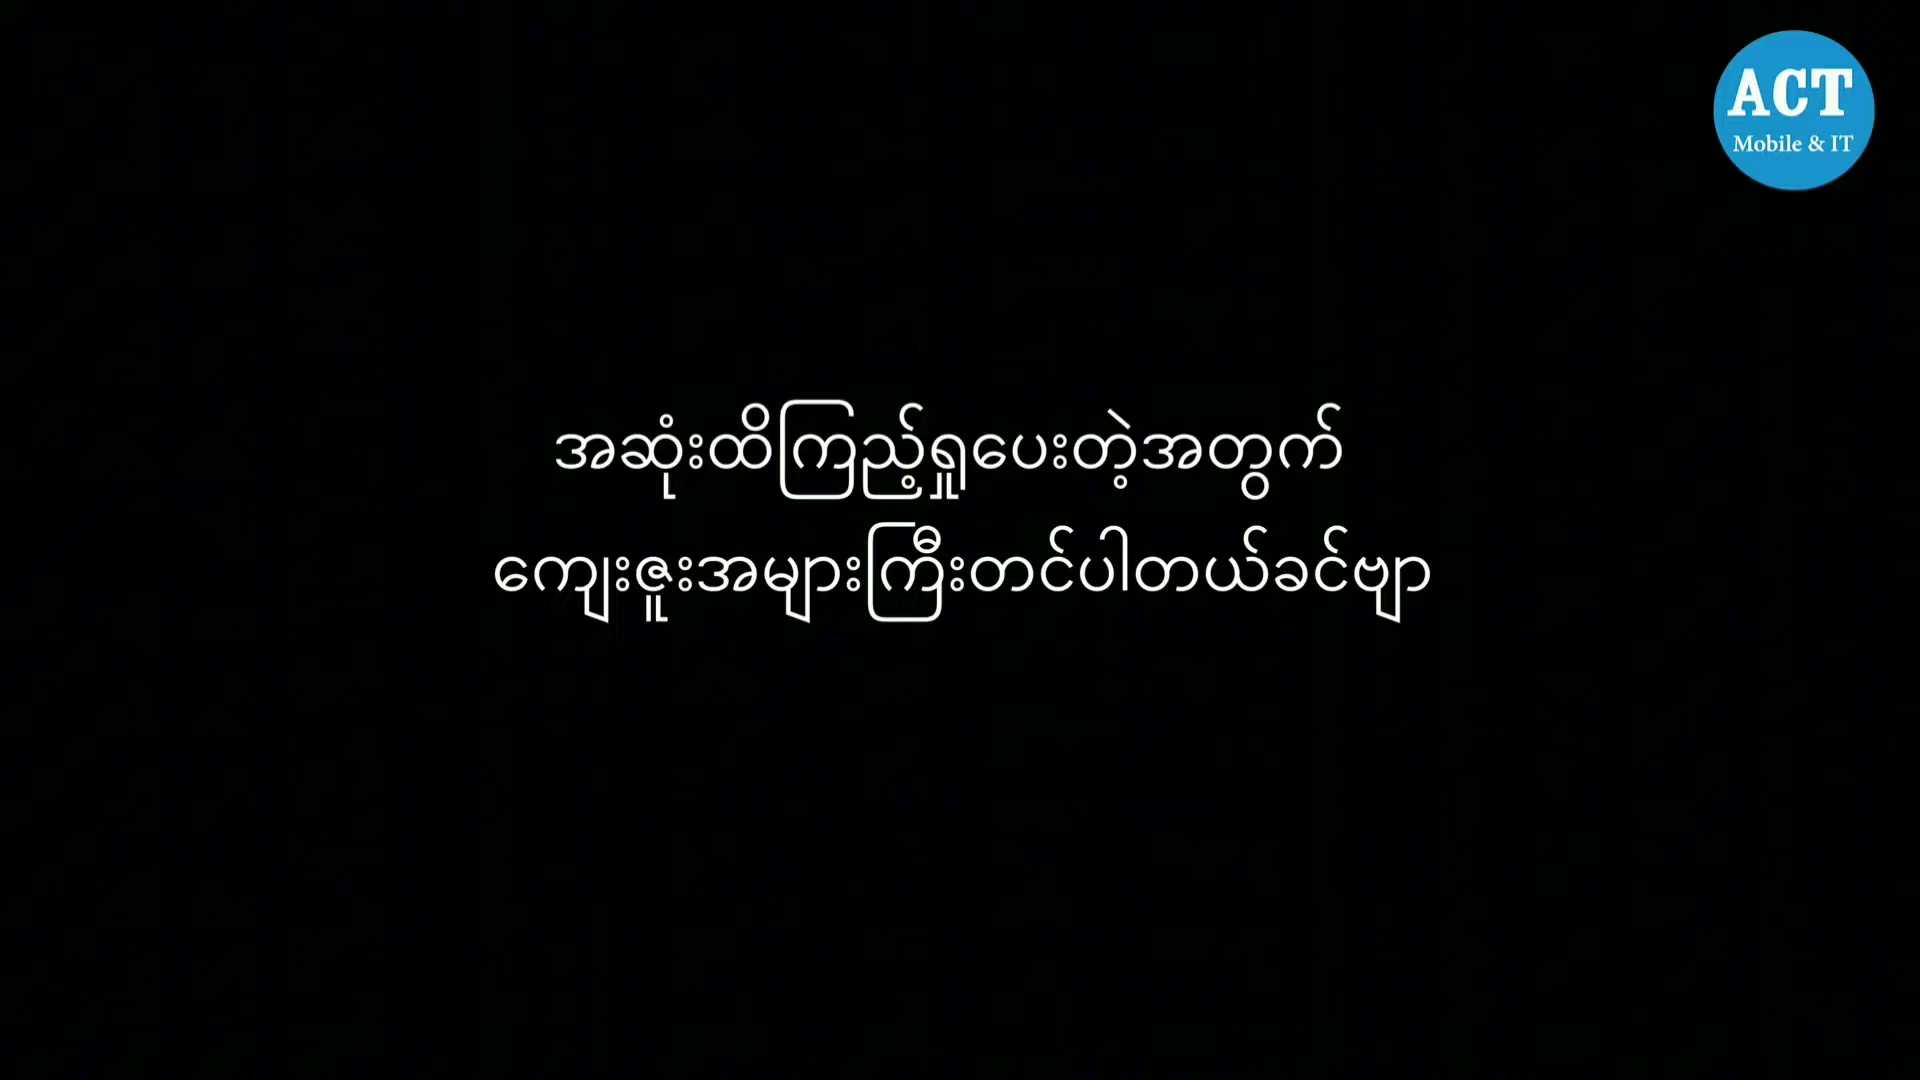 ACT
Mobile & IT
အဆုံးထိကြည့်ရှုပေးတဲ့အတွက်
ကျေးဇူးအများကြီးတင်ပါတယ်ခင်ဗျာ